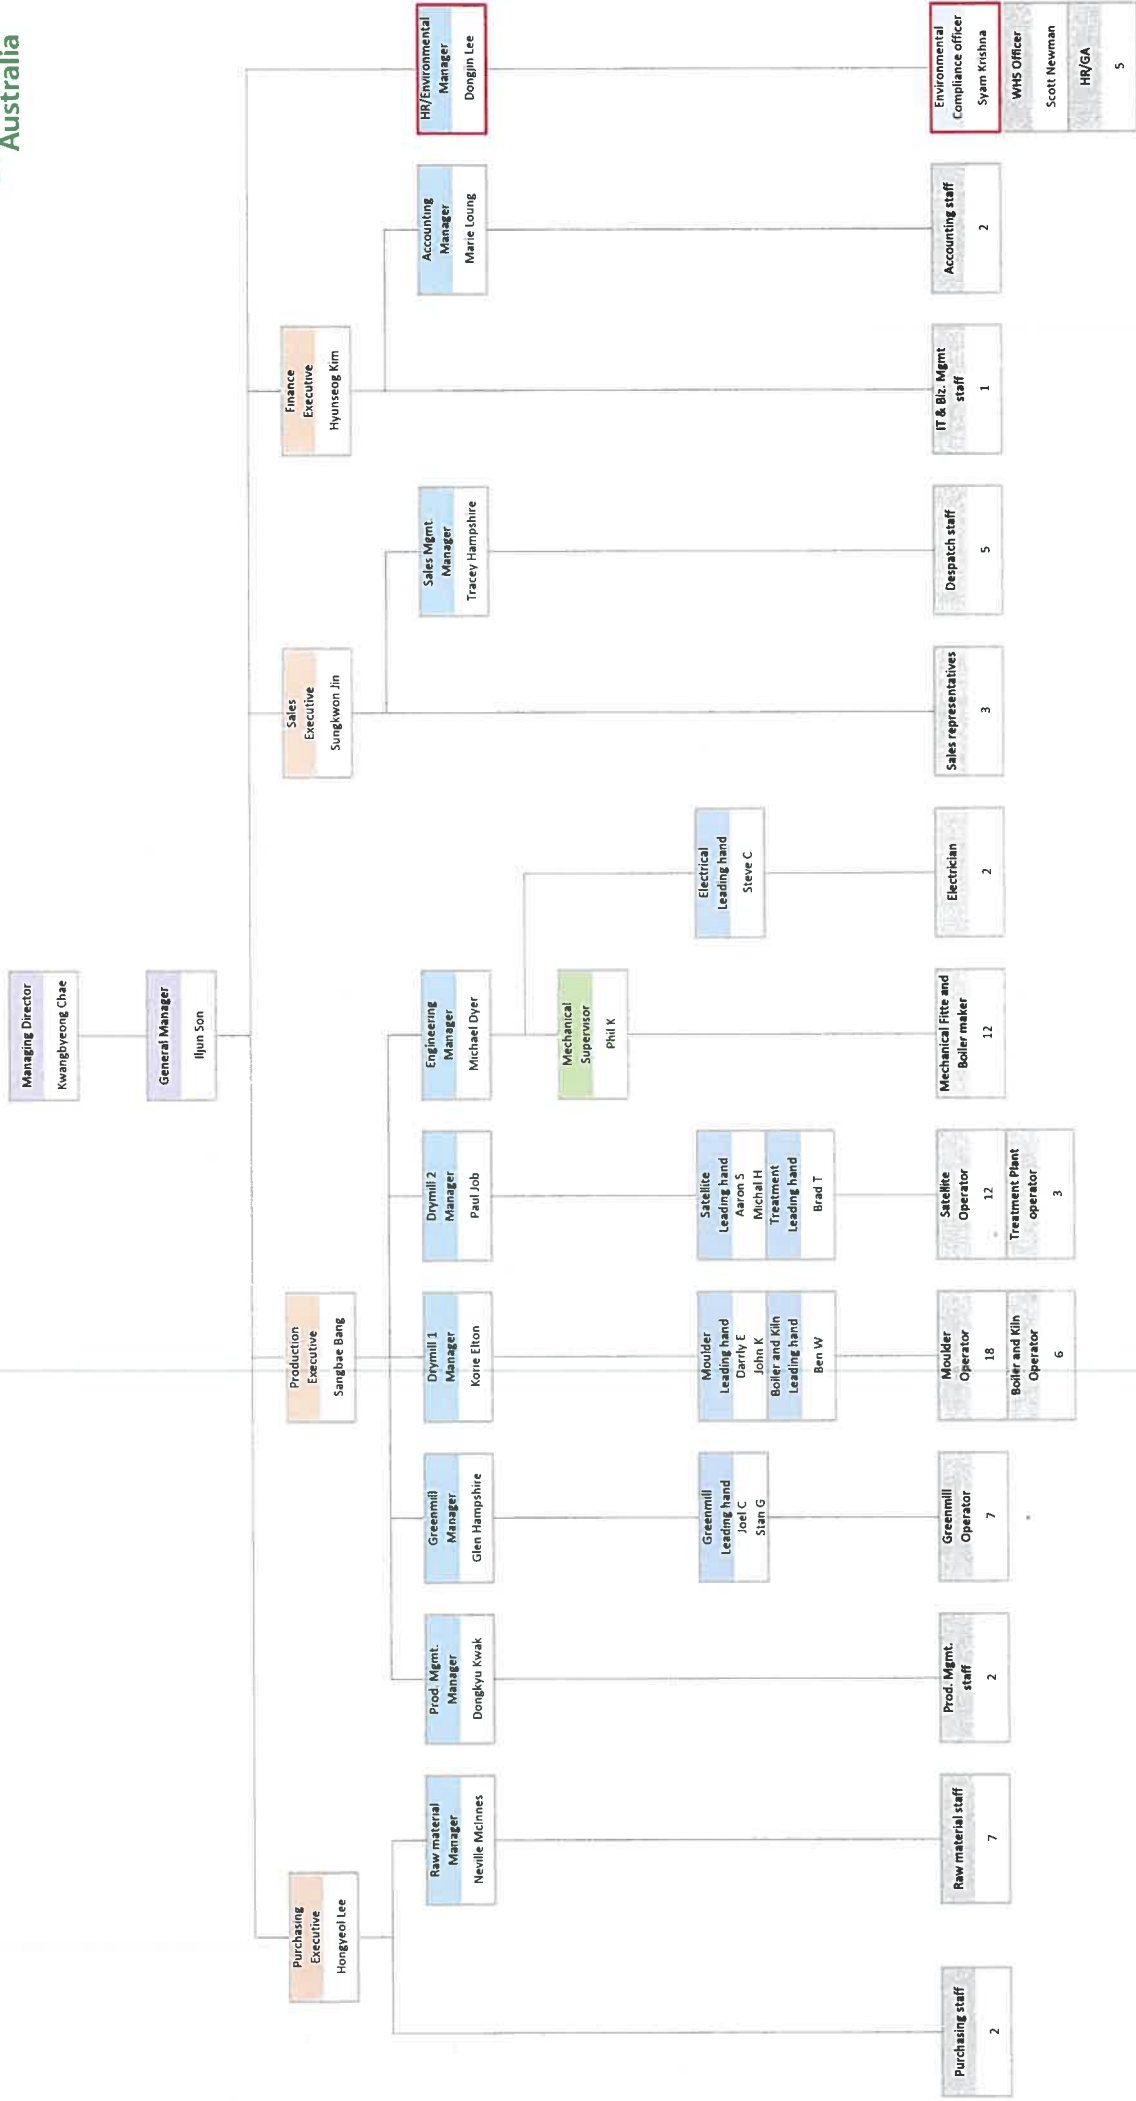 Australia
Managing Director
Kwangbyeong Chae
General Manager
Iljun Son
Purchasing
Executive
Hongyeol Lee
Production
Executive
Sangbae Bang
Sales
Executive
Sungkwon Jin
Finance
Executive
Hyunseog Kim
Raw material
Manager
Neville McInnes
Prod. Mgmt.
Manager
Dongkyu Kwak
Greenmill
Manager
Glen Hampshire
Drymill 1
Manager
Korie Elton
Drymill 2
Manager
Paul Job
Engineering
Manager
Michael Dyer
Sales Mgmt.
Manager
Tracey Hampshire
Accounting
Manager
Marie Loung
HR/Environmental
Manager
Dongjin Lee
Mechanical
Supervisor
Phil K
Greenmill
Leading hand
Joel C
Stan G
Moulder
Leading hand
Darrly E
John K
Boiler and Kiln
Leading hand
Ben W
Satellite
Leading hand
Aaron S
Michal H
Treatment
Leading hand
Brad T
Electrical
Leading hand
Steve C
Purchasing staff
2
Raw material staff
7
Prod. Mgmt.
staff
2
Greenmill
Operator
7
Moulder
Operator
18
Boiler and Kiln
Operator
6
Satellite
Operator
12
Treatment Plant
operator
3
Mechanical Fitte and
Boiler maker
12
Electrician
2
Sales representatives
3
Despatch staff
5
IT & Biz. Mgmt
staff
1
Accounting staff
2
Environmental
Compliance officer
Syam Krishna
WHS Officer
Scott Newman
HR/GA
5